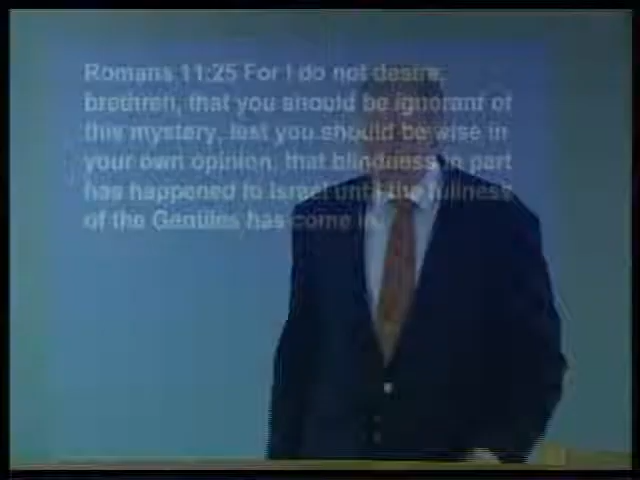 Romans 11:25 For I do not desire,
brethren, that you should be ignorant of
this mystery, lest you should be wise in
your own opinion, that blindness in part
has happened to Israel until the fullness
of the Gentiles has come in.